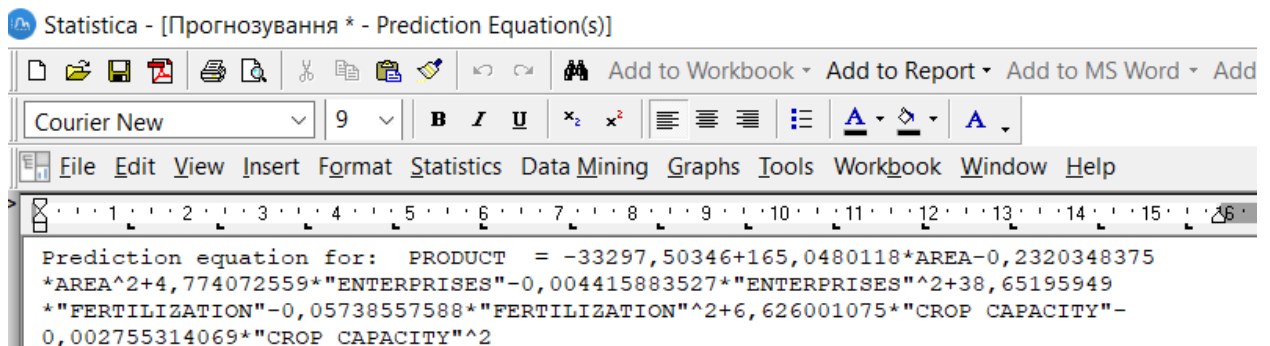 Statistica - [Прогнозування * - Prediction Equation(s)]
Add to Workbook Add to Report Add to MS Word Add
Courier New 9 B I U x₂ x² A A
File Edit View Insert Format Statistics Data Mining Graphs Tools Workbook Window Help
1 2 3 4 5 6 7 8 9 10 11 12 13 14 15 16
Prediction equation for: PRODUCT = -33297,50346+165,0480118*AREA-0,2320348375
*AREA^2+4,774072559*"ENTERPRISES"-0,004415883527*"ENTERPRISES"^2+38,65195949
*"FERTILIZATION"-0,05738557588*"FERTILIZATION"^2+6,626001075*"CROP CAPACITY"-
0,002755314069*"CROP CAPACITY"^2